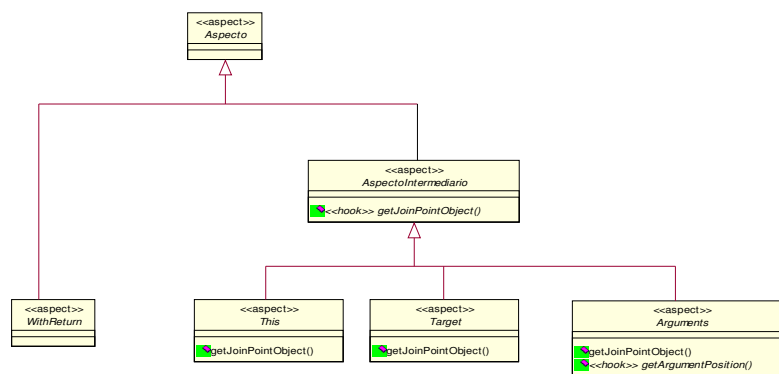 <<aspect>>
Aspecto
<<aspect>>
AspectoIntermediario
<<hook>> getJoinPointObject()
<<aspect>>
WithReturn
<<aspect>>
This
getJoinPointObject()
<<aspect>>
Target
getJoinPointObject()
<<aspect>>
Arguments
getJoinPointObject()
<<hook>> getArgumentPosition()